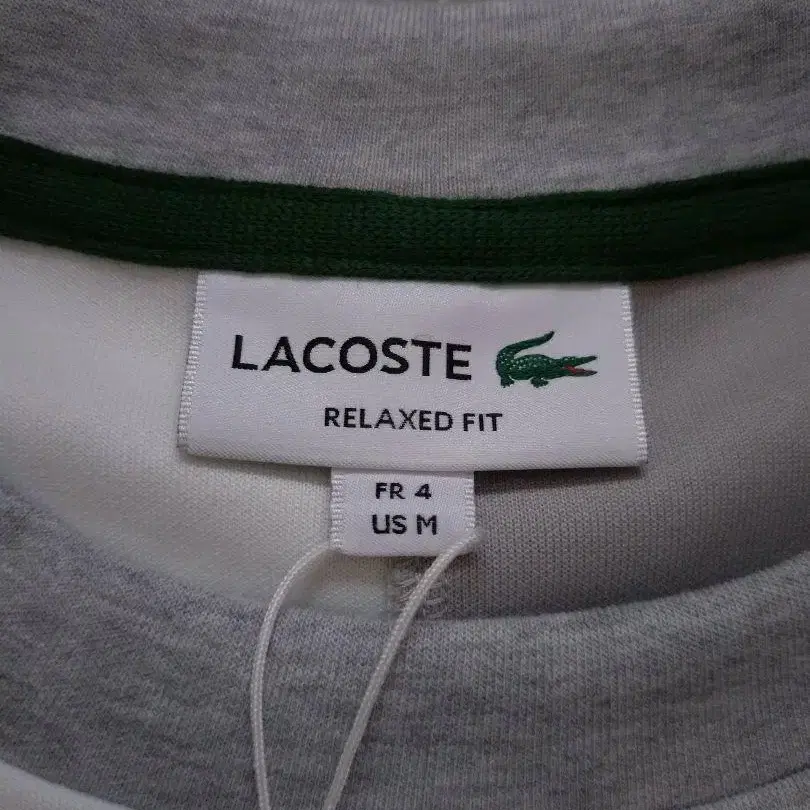 LACOSTE
RELAXED FIT
FR 4
US M